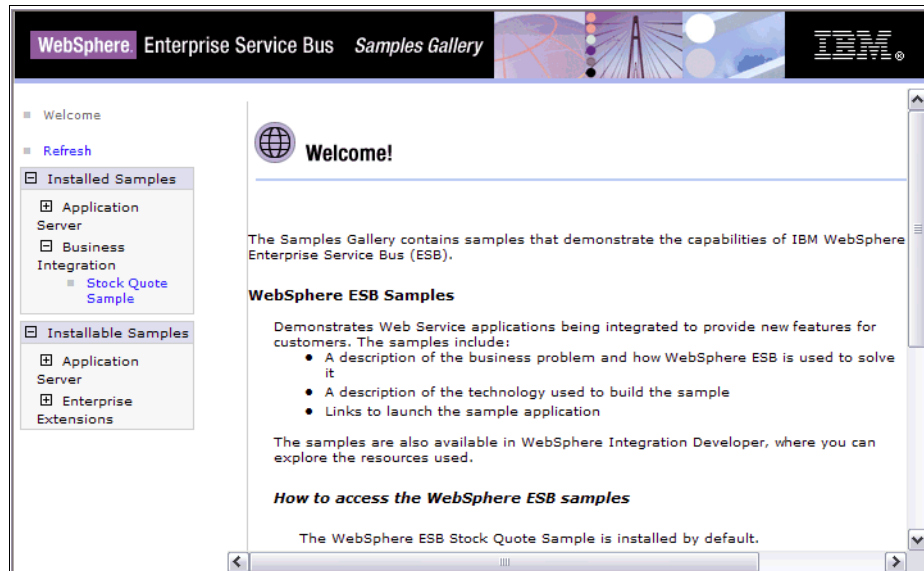 WebSphere. Enterprise Service Bus Samples Gallery
IBM®
Welcome
Refresh
Installed Samples
Application
Server
Business
Integration
Stock Quote
Sample
Installable Samples
Application
Server
Enterprise
Extensions
Welcome!
The Samples Gallery contains samples that demonstrate the capabilities of IBM WebSphere
Enterprise Service Bus (ESB).
WebSphere ESB Samples
Demonstrates Web Service applications being integrated to provide new features for
customers. The samples include:
● A description of the business problem and how WebSphere ESB is used to solve
it
● A description of the technology used to build the sample
● Links to launch the sample application
The samples are also available in WebSphere Integration Developer, where you can
explore the resources used.
How to access the WebSphere ESB samples
The WebSphere ESB Stock Quote Sample is installed by default.